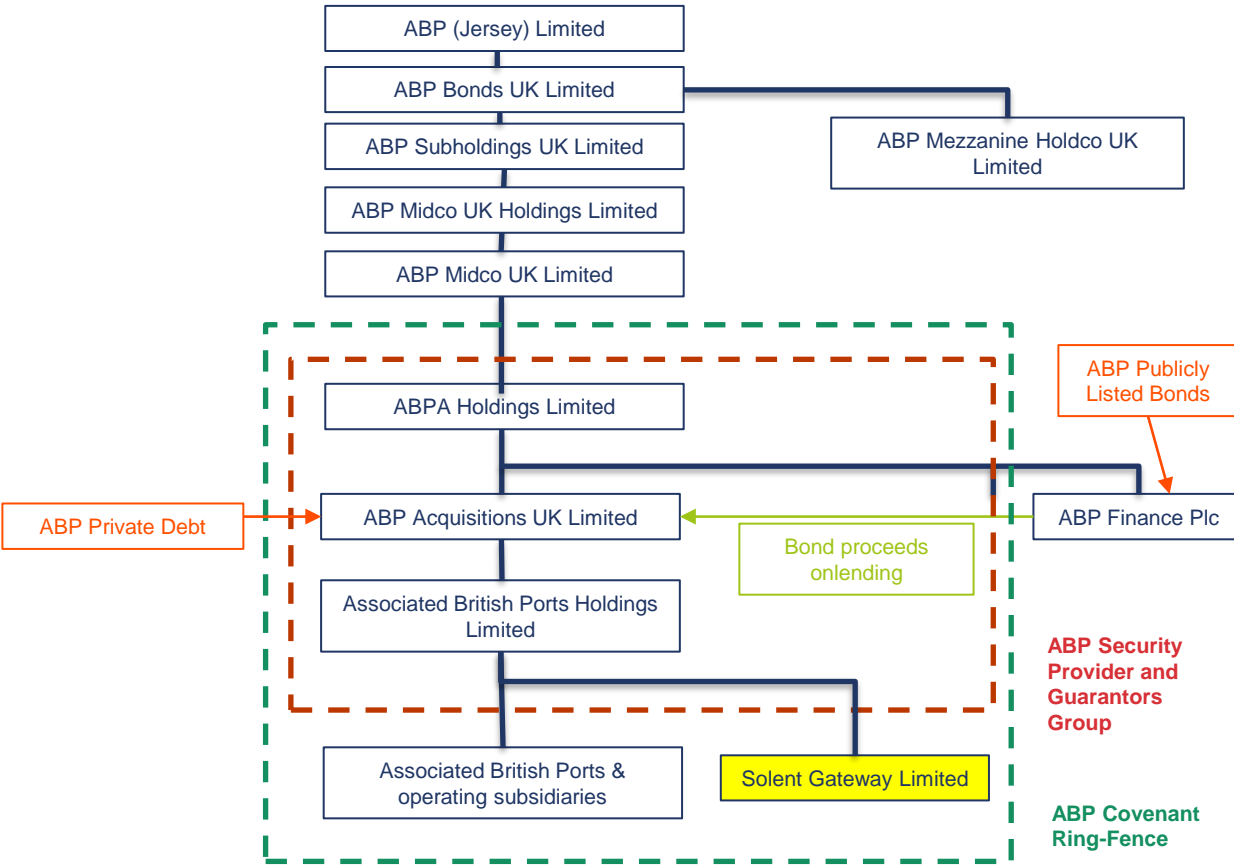 ABP (Jersey) Limited
ABP Bonds UK Limited
ABP Subholdings UK Limited
ABP Mezzanine Holdco UK
Limited
ABP Midco UK Holdings Limited
ABP Midco UK Limited
ABPA Holdings Limited
ABP Publicly
Listed Bonds
ABP Private Debt
ABP Acquisitions UK Limited
ABP Finance Plc
Bond proceeds
onlending
Associated British Ports Holdings
Limited
ABP Security
Provider and
Guarantors
Group
Associated British Ports &
operating subsidiaries
Solent Gateway Limited
ABP Covenant
Ring-Fence